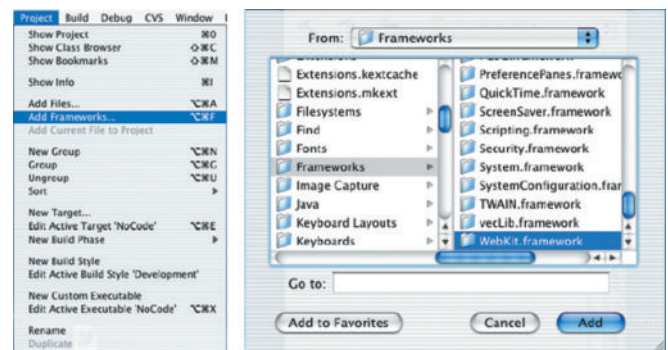 Project Build Debug CVS Window
Show Project ⌘0
Show Class Browser ⇧⌘C
Show Bookmarks ⇧⌘M
Show Info ⌘I
Add Files... ⌥⌘A
Add Frameworks... ⌥⌘F
Add Current File to Project
New Group ⌥⌘N
Group ⌥⌘G
Ungroup ⌥⌘U
Sort
New Target...
Edit Active Target 'NoCode' ⌥⌘E
New Build Phase
New Build Style
Edit Active Build Style 'Development'
New Custom Executable
Edit Active Executable 'NoCode' ⌥⌘X
Rename
Duplicate
From: Frameworks
Extensions.kextcache
Extensions.mkext
Filesystems
Find
Fonts
Frameworks
Image Capture
Java
Keyboard Layouts
Keyboards
PreferencePanes.framewo
QuickTime.framework
ScreenSaver.framework
Scripting.framework
Security.framework
System.framework
SystemConfiguration.fram
TWAIN.framework
vecLib.framework
WebKit.framework
Go to:
Add to Favorites Cancel Add